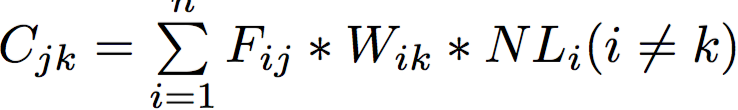 C_{jk} = \sum_{i=1}^{n} F_{ij} * W_{ik} * NL_i (i \neq k)